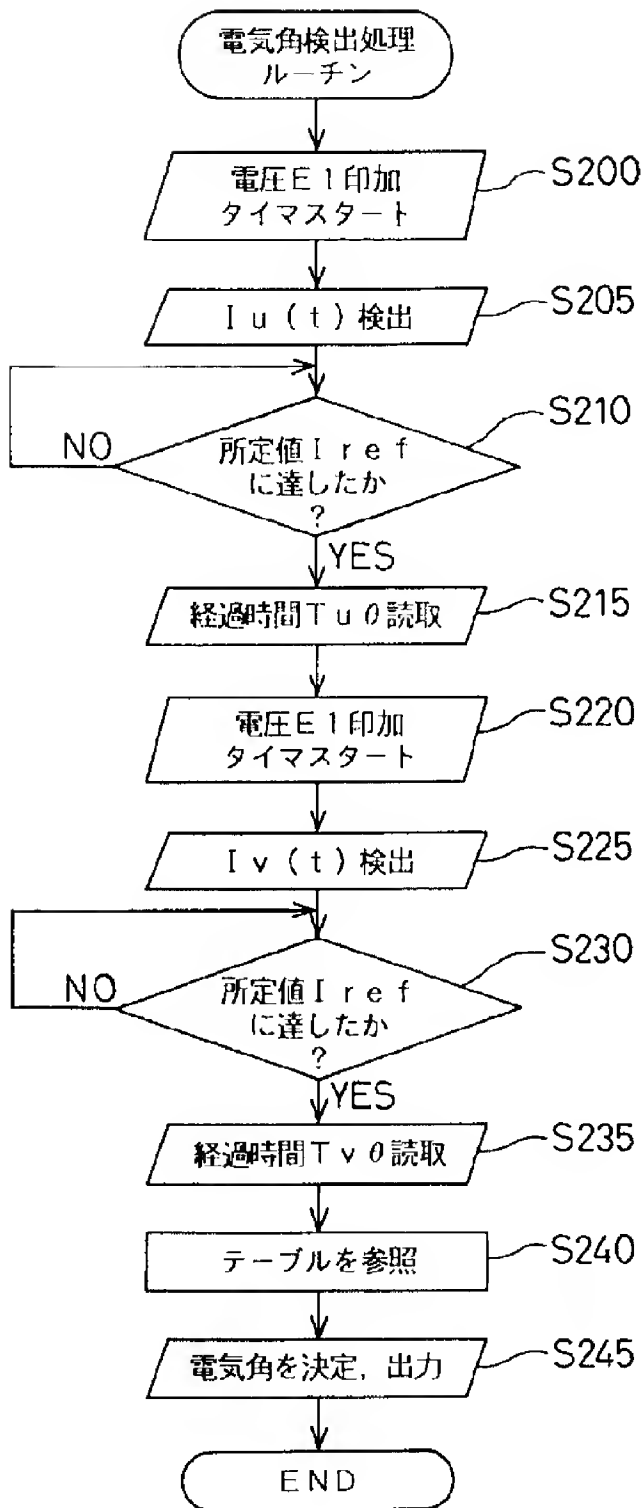 電気角検出処理
ルーチン
電圧E1印加
タイマスタート
S200
Iu(t)検出
S205
S210
NO
所定値Iref
に達したか
?
YES
経過時間Tuθ読取
S215
電圧E1印加
タイマスタート
S220
Iv(t)検出
S225
S230
NO
所定値Iref
に達したか
?
YES
経過時間Tvθ読取
S235
テーブルを参照
S240
電気角を決定,出力
S245
END